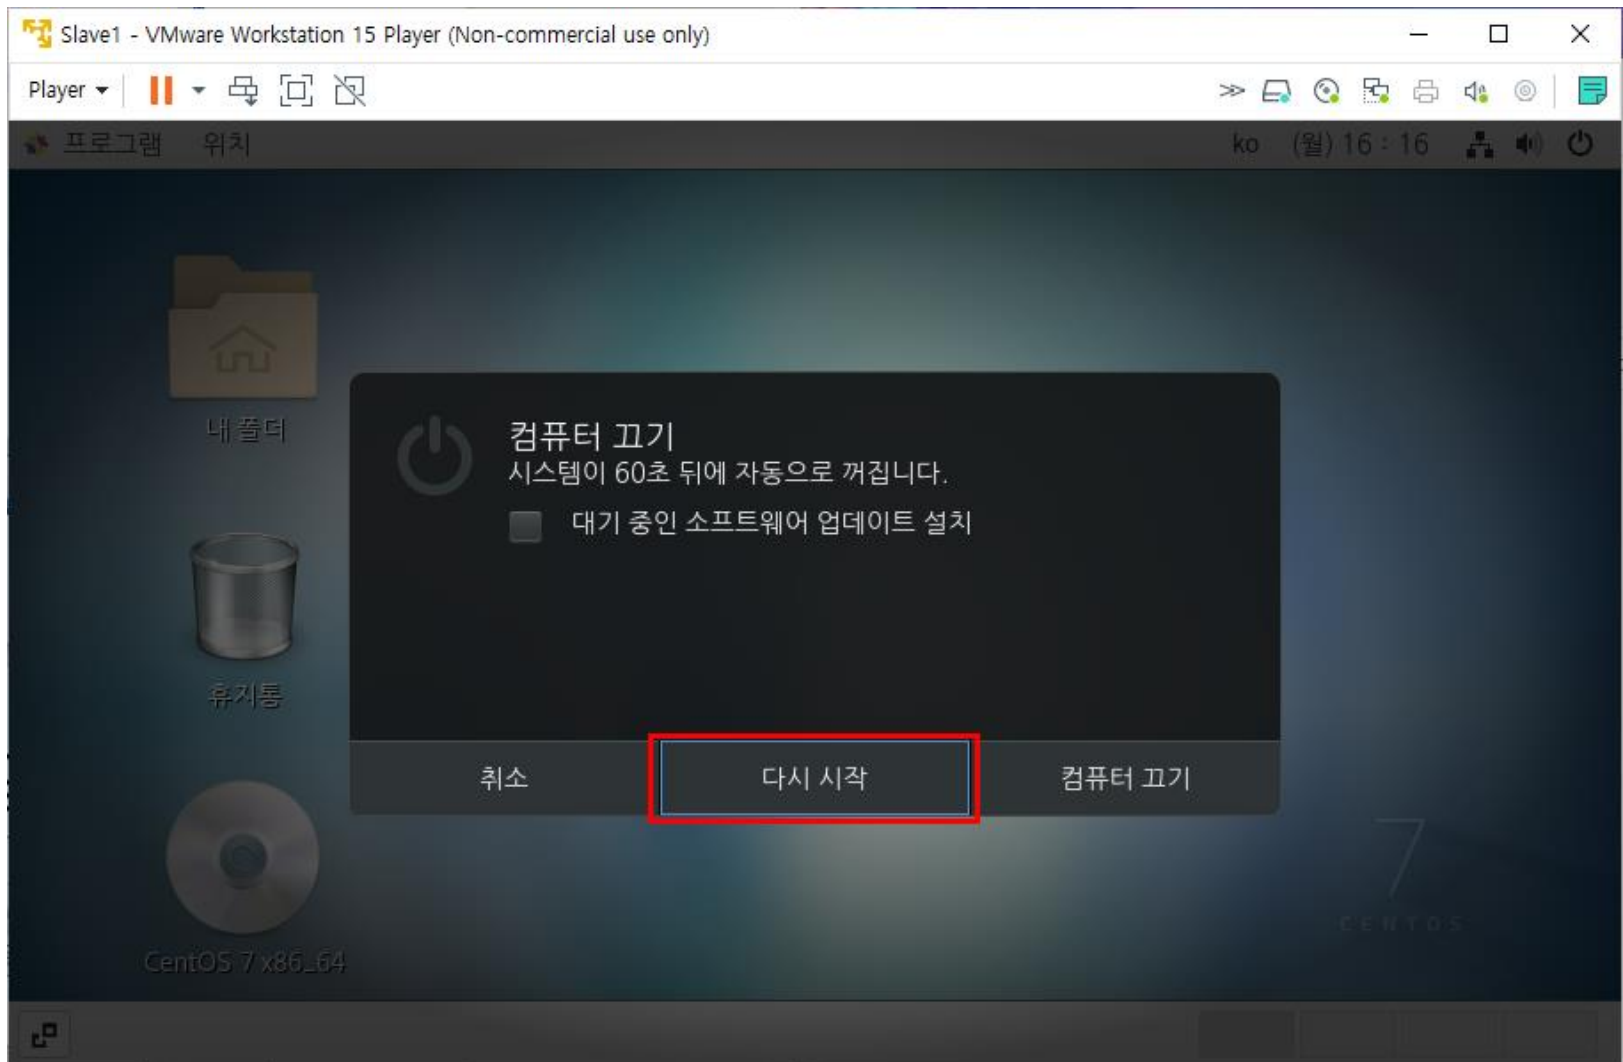 Slave1 - VMware Workstation 15 Player (Non-commercial use only)
Player
프로그램 위치 ko (월) 16 : 16
내 폴더
컴퓨터 끄기
시스템이 60초 뒤에 자동으로 꺼집니다.
대기 중인 소프트웨어 업데이트 설치
휴지통
취소 다시 시작 컴퓨터 끄기
7
CENTOS
CentOS 7 x86_64